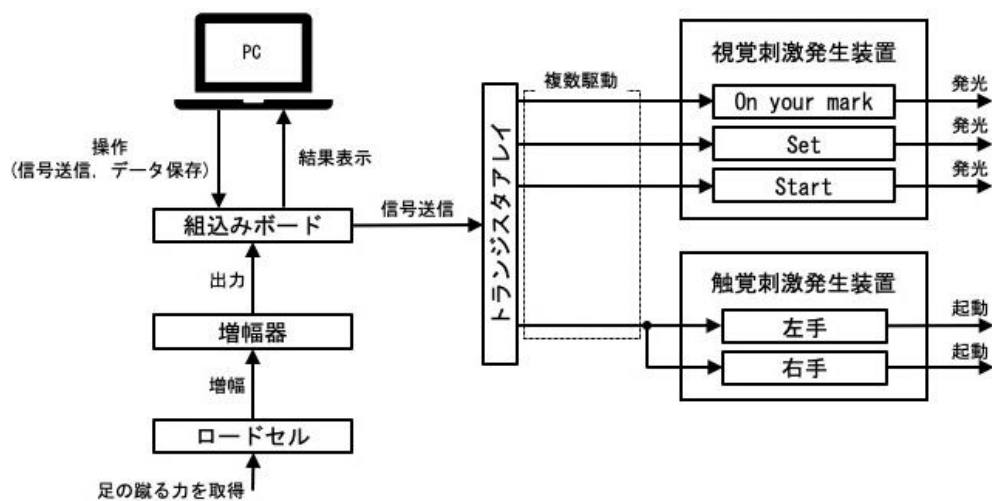 PC
操作
(信号送信，データ保存)
結果表示
組込みボード
信号送信
出力
増幅器
増幅
ロードセル
足の蹴る力を取得
トランジスタアレイ
複数駆動
視覚刺激発生装置
On your mark
発光
Set
発光
Start
発光
触覚刺激発生装置
左手
起動
右手
起動